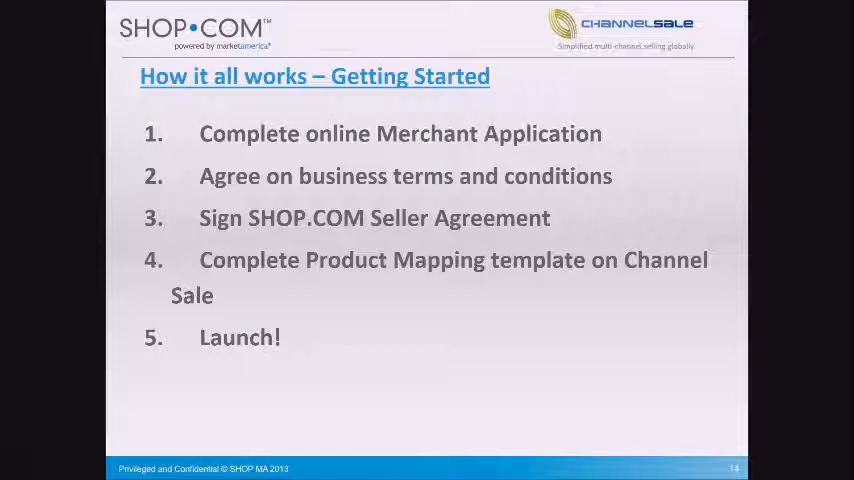 SHOP•COM™
powered by marketamerica®
CHANNELSALE
Simplified multi-channel selling globally
How it all works – Getting Started
1. Complete online Merchant Application
2. Agree on business terms and conditions
3. Sign SHOP.COM Seller Agreement
4. Complete Product Mapping template on Channel
Sale
5. Launch!
Privileged and Confidential © SHOP MA 2013
14